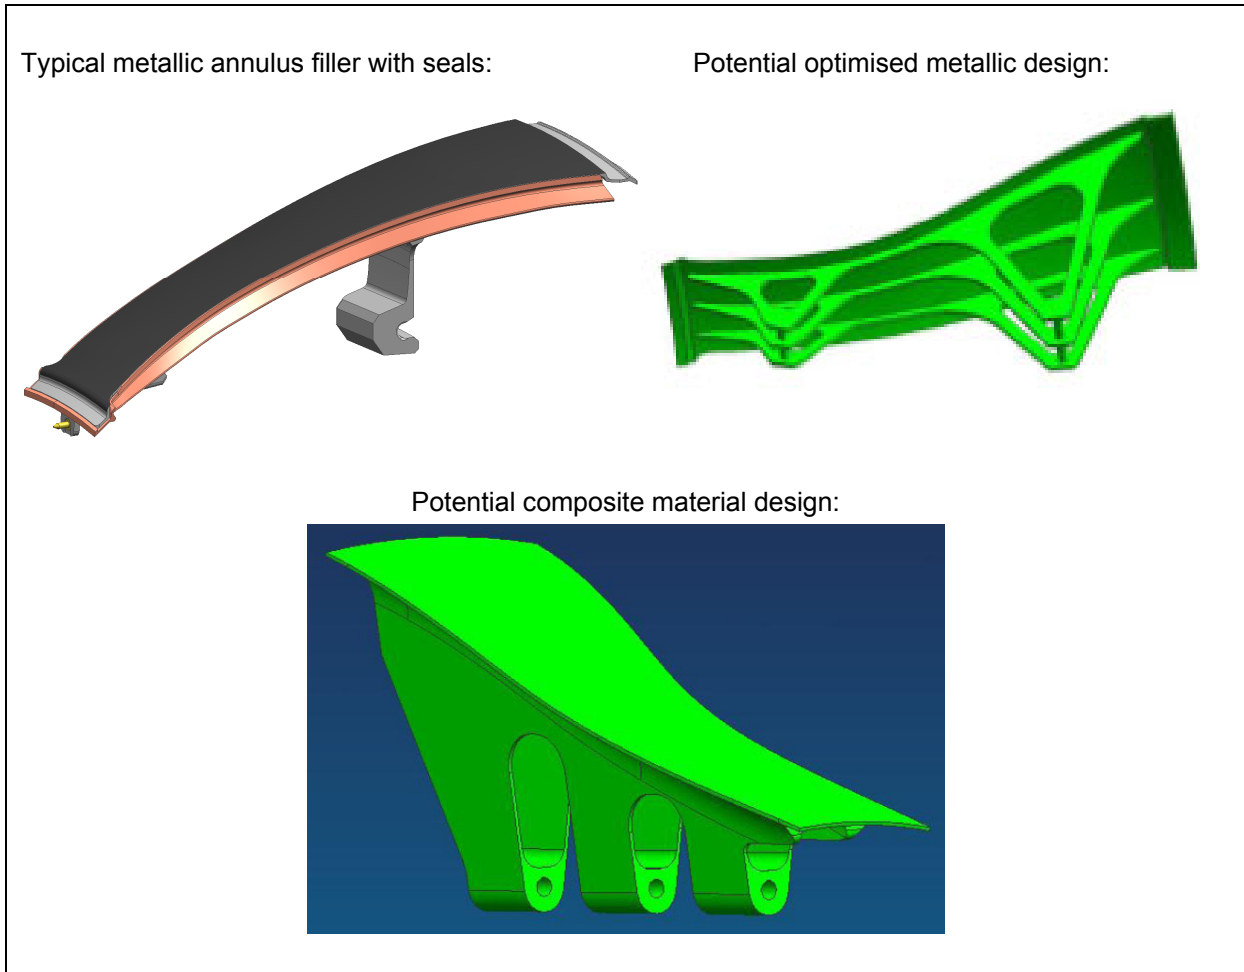 Typical metallic annulus filler with seals:
Potential optimised metallic design:
Potential composite material design: